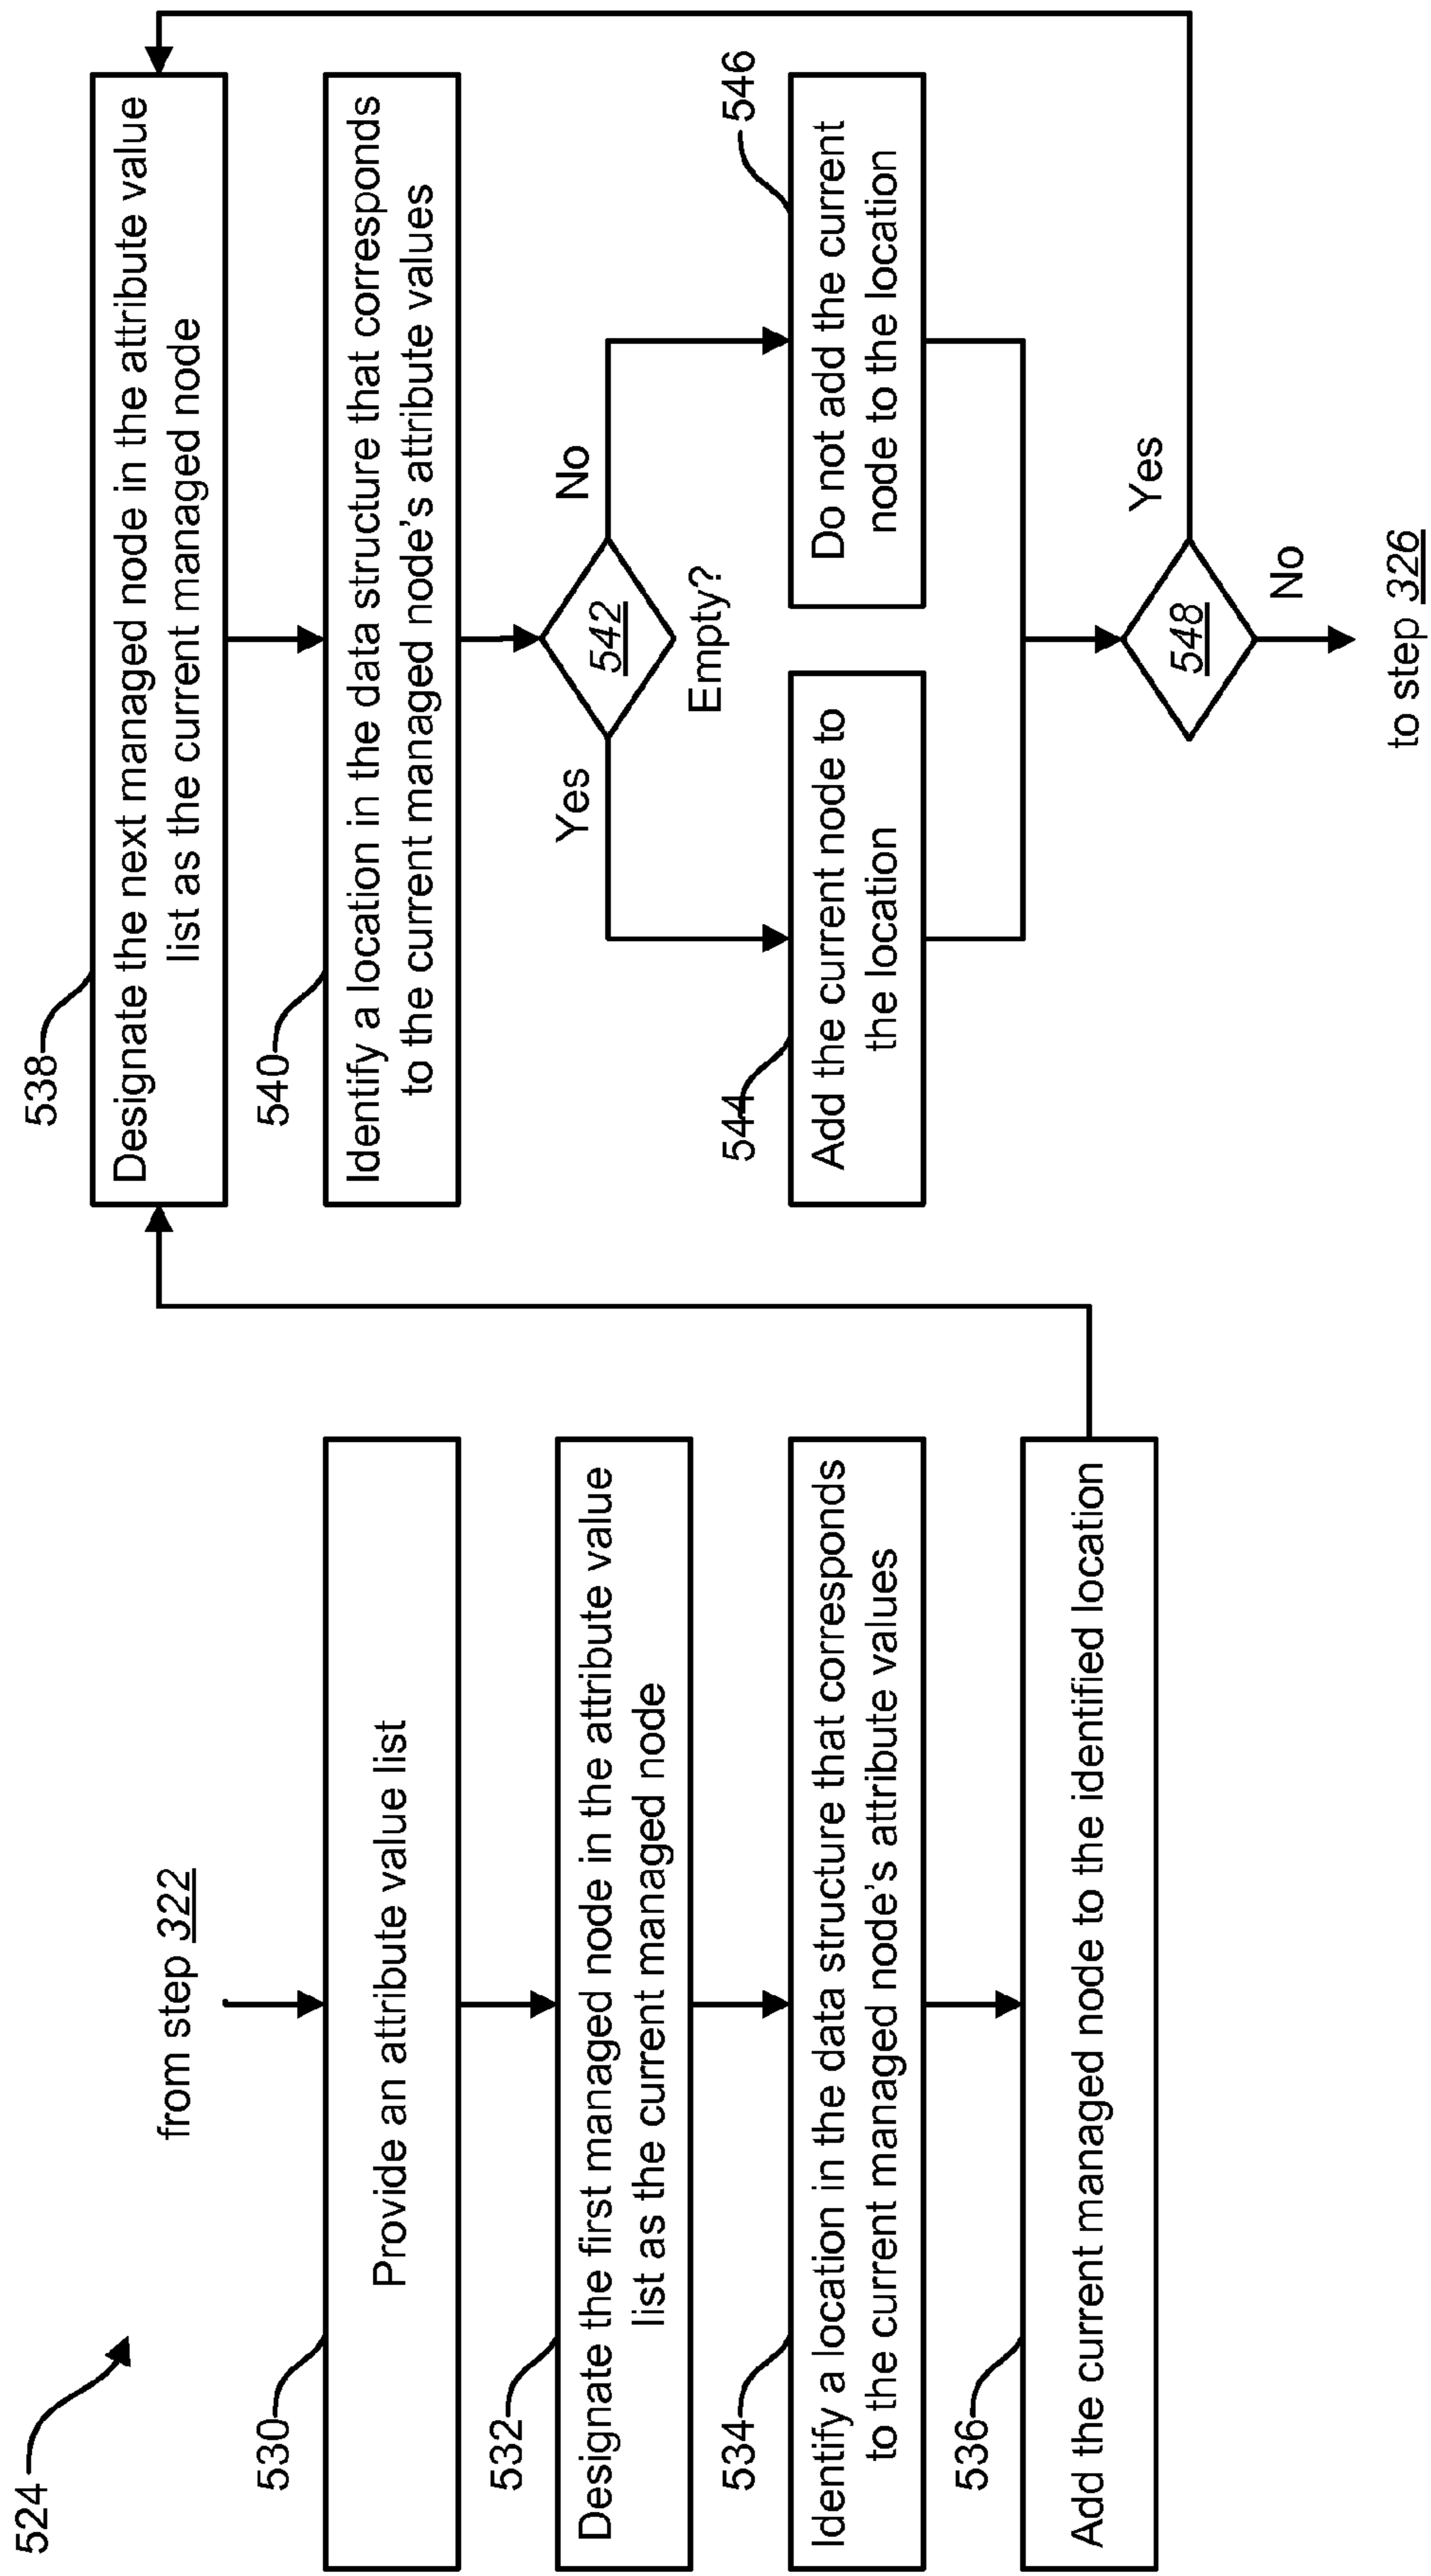 524
from step 322
530
Provide an attribute value list
532
Designate the first managed node in the attribute value
list as the current managed node
534
Identify a location in the data structure that corresponds
to the current managed node's attribute values
536
Add the current managed node to the identified location
538
Designate the next managed node in the attribute value
list as the current managed node
540
Identify a location in the data structure that corresponds
to the current managed node's attribute values
Yes
542
No
Empty?
544
Add the current node to
the location
546
Do not add the current
node to the location
548
Yes
No
to step 326